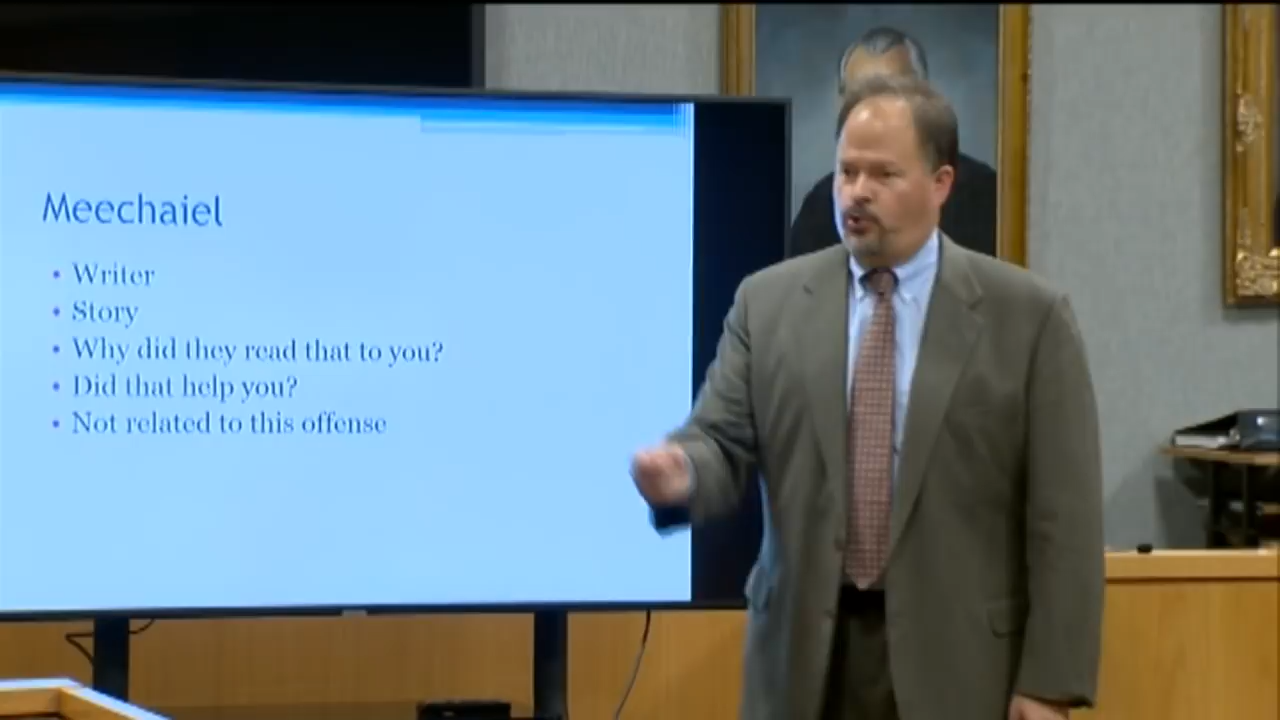 Meechaiel
• Writer
• Story
• Why did they read that to you?
• Did that help you?
• Not related to this offense